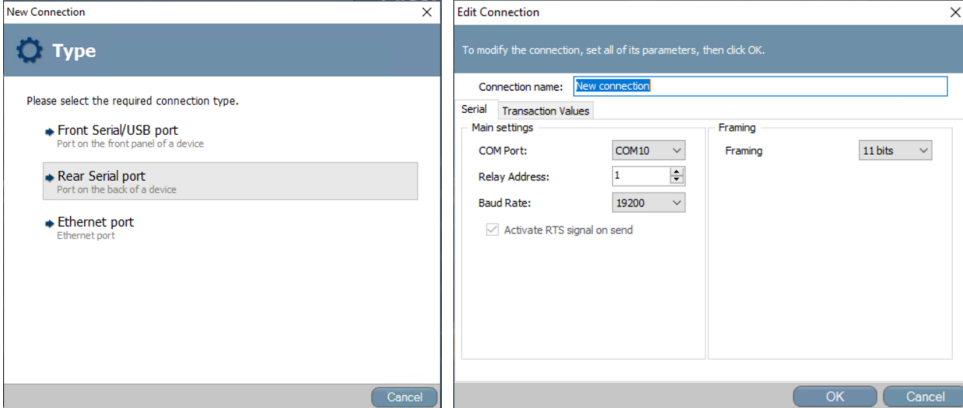 New Connection
Type
Please select the required connection type.
Front Serial/USB port
Port on the front panel of a device
Rear Serial port
Port on the back of a device
Ethernet port
Ethernet port
Cancel
Edit Connection
To modify the connection, set all of its parameters, then click OK.
Connection name: New connection
Serial Transaction Values
Main settings
COM Port: COM10
Relay Address: 1
Baud Rate: 19200
Activate RTS signal on send
Framing
Framing 11 bits
OK Cancel